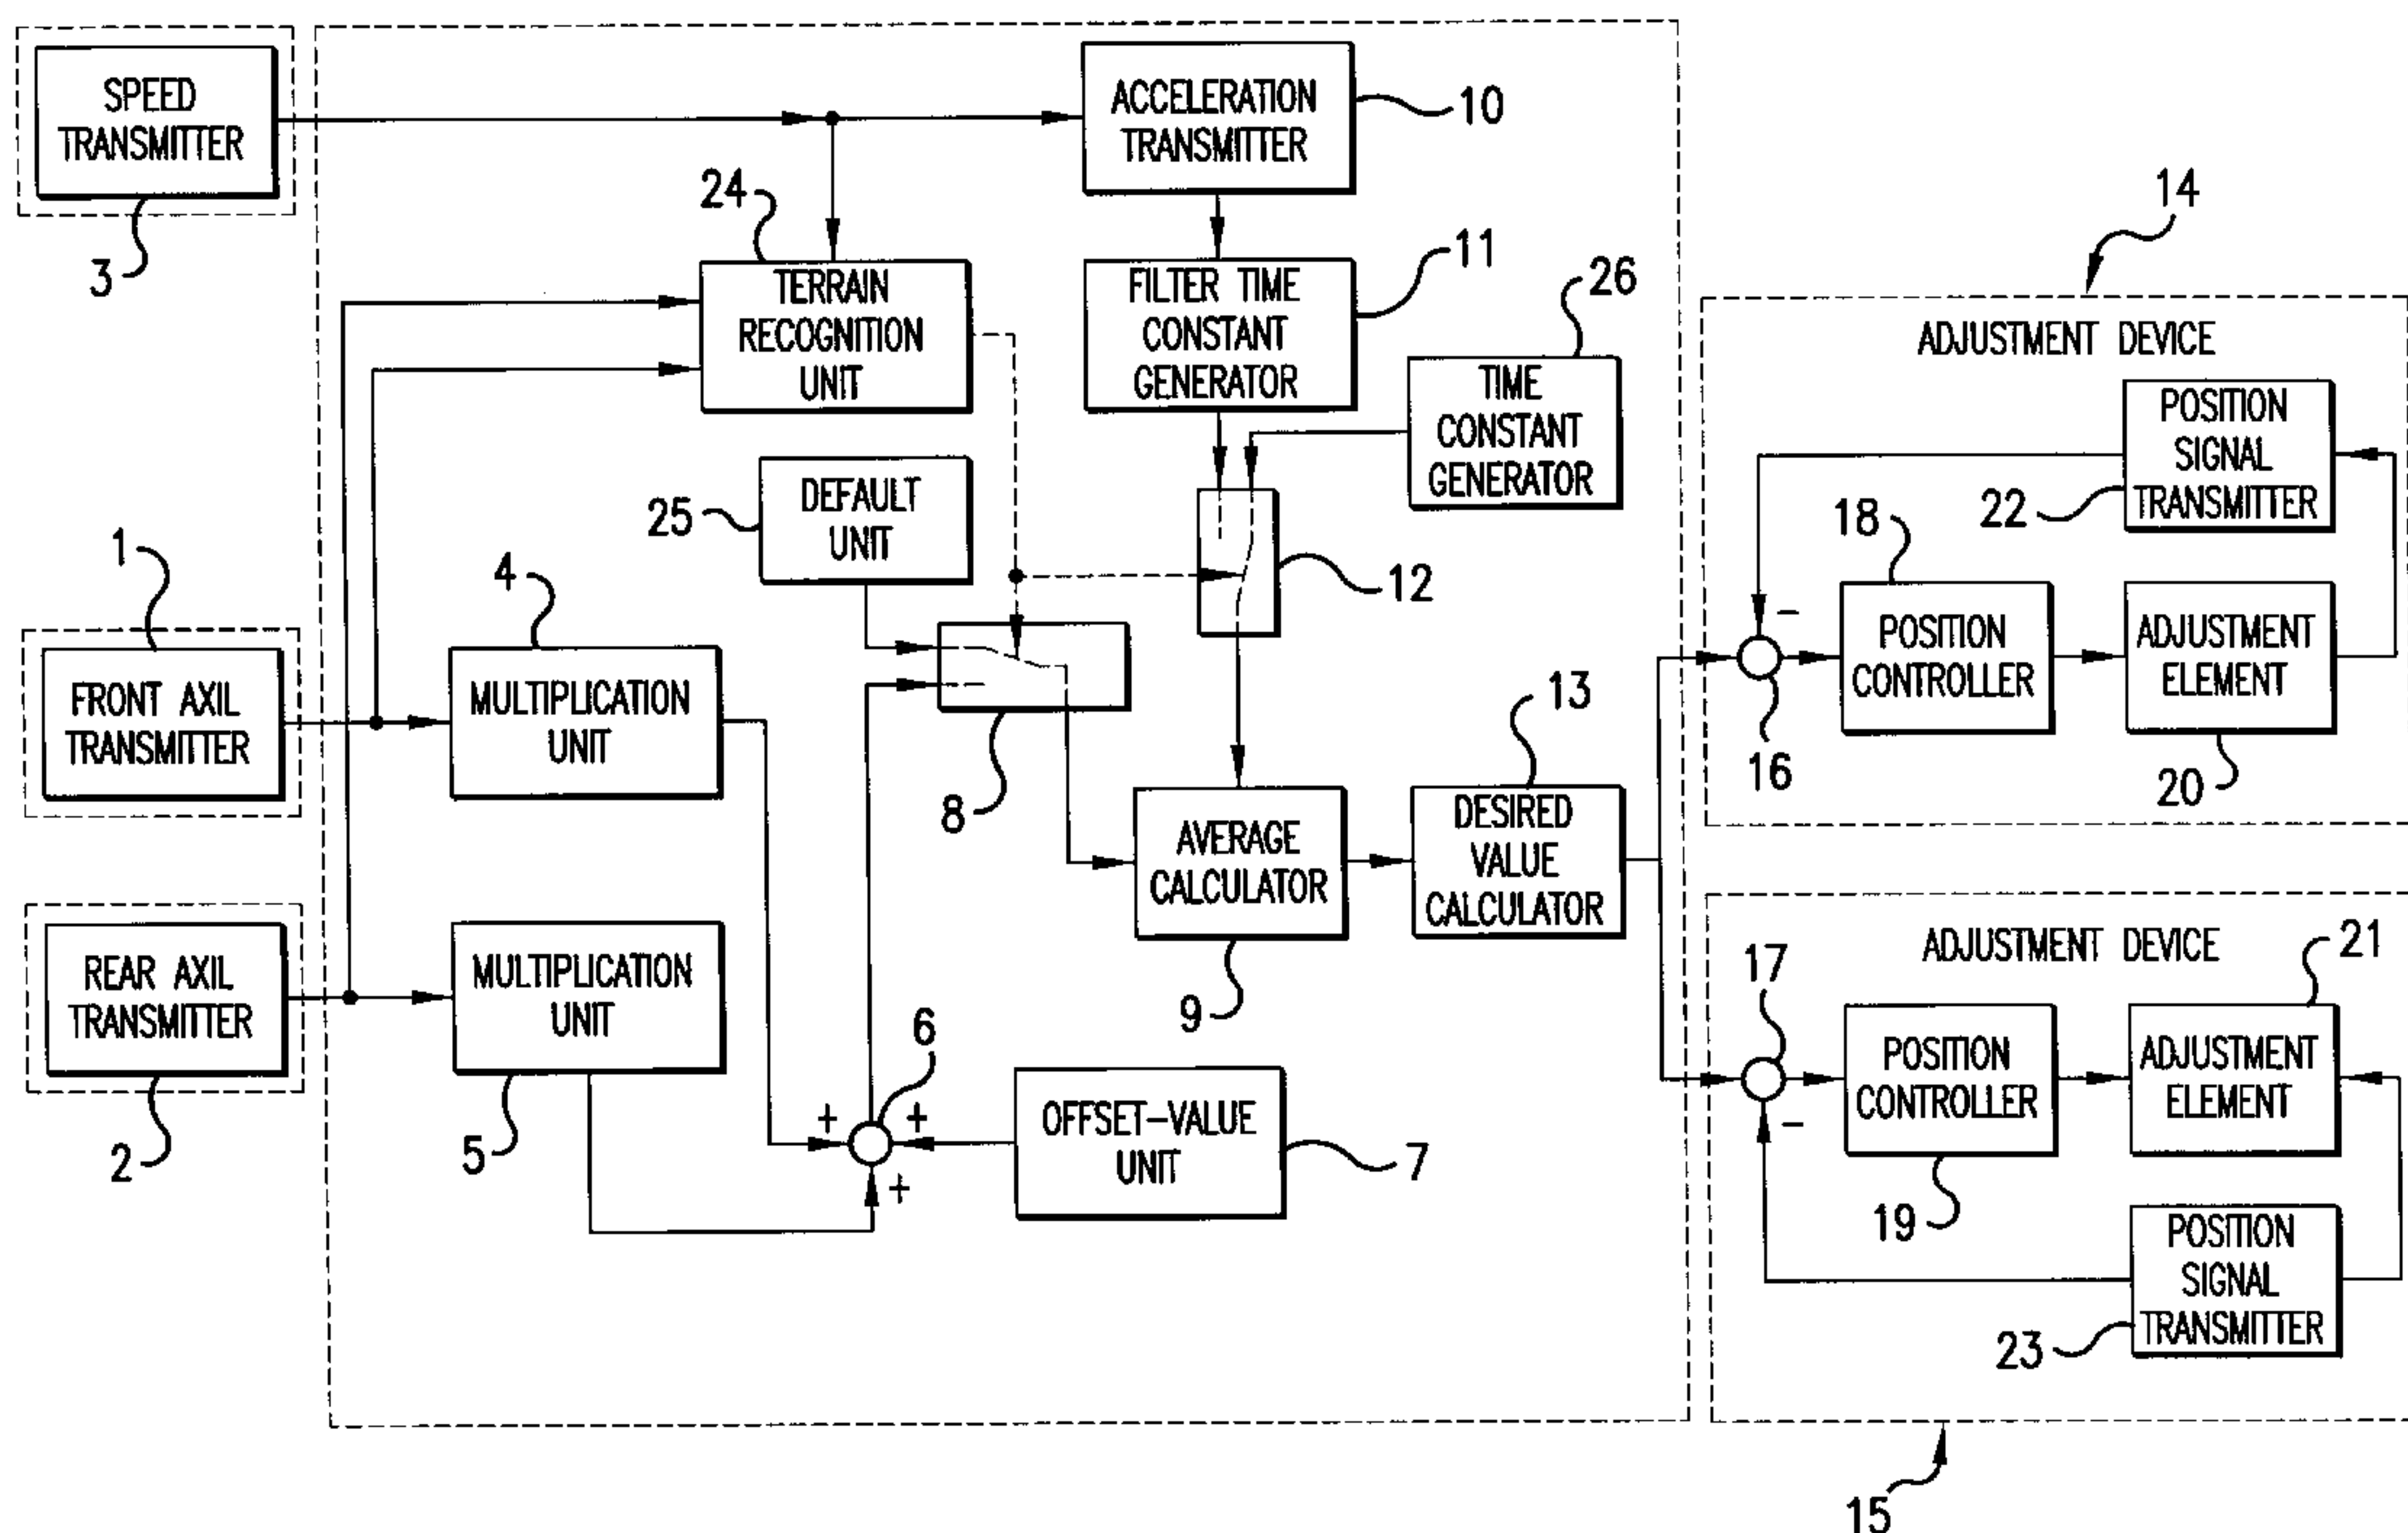 SPEED
TRANSMITTER
3
ACCELERATION
TRANSMITTER
10
24
TERRAIN
RECOGNITION
UNIT
FILTER TIME
CONSTANT
GENERATOR
11
26
TIME
CONSTANT
GENERATOR
14
ADJUSTMENT DEVICE
POSITION
SIGNAL
TRANSMITTER
22
25
DEFAULT
UNIT
12
18
-
POSITION
CONTROLLER
ADJUSTMENT
ELEMENT
16
20
1
FRONT AXIL
TRANSMITTER
4
MULTIPLICATION
UNIT
8
13
AVERAGE
CALCULATOR
9
DESIRED
VALUE
CALCULATOR
REAR AXIL
TRANSMITTER
2
MULTIPLICATION
UNIT
5
6
+
+
+
OFFSET-VALUE
UNIT
7
ADJUSTMENT DEVICE
21
17
-
POSITION
CONTROLLER
ADJUSTMENT
ELEMENT
19
POSITION
SIGNAL
TRANSMITTER
23
15